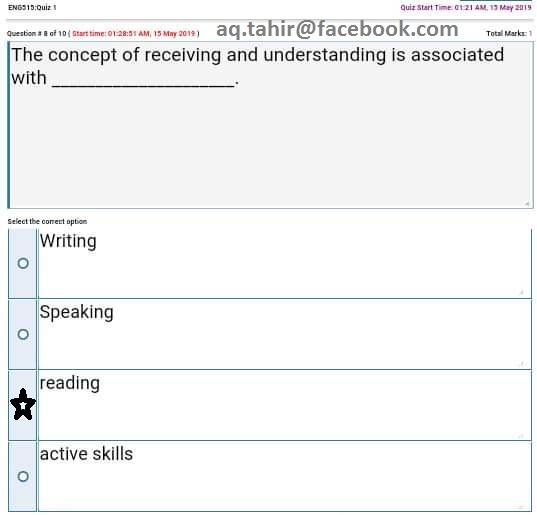 ENG515:Quiz 1
Quiz Start Time: 01:21 AM, 15 May 2019
Question # 8 of 10 ( Start time: 01:28:51 AM, 15 May 2019 )
aq.tahir@facebook.com
Total Marks: 1
The concept of receiving and understanding is associated
with ______________________.
Select the correct option
Writing
Speaking
reading
active skills